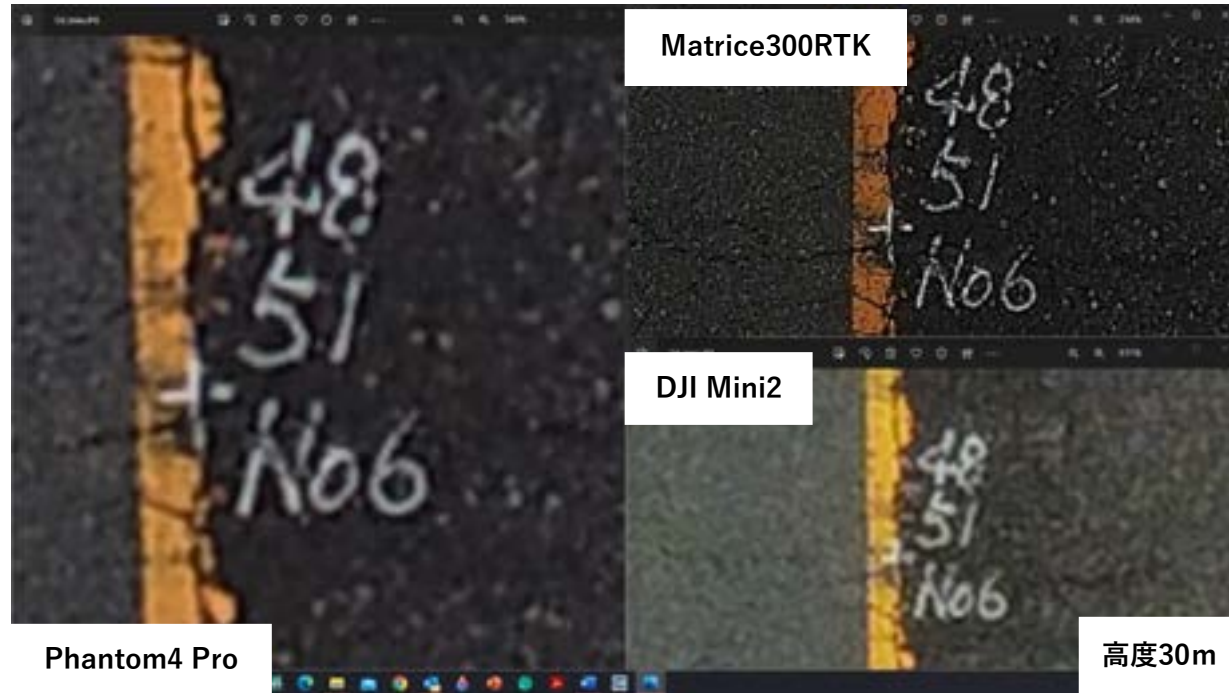 48
51
No6
Phantom4 Pro
Matrice300RTK
48
51
No6
DJI Mini2
48
51
No6
高度30m